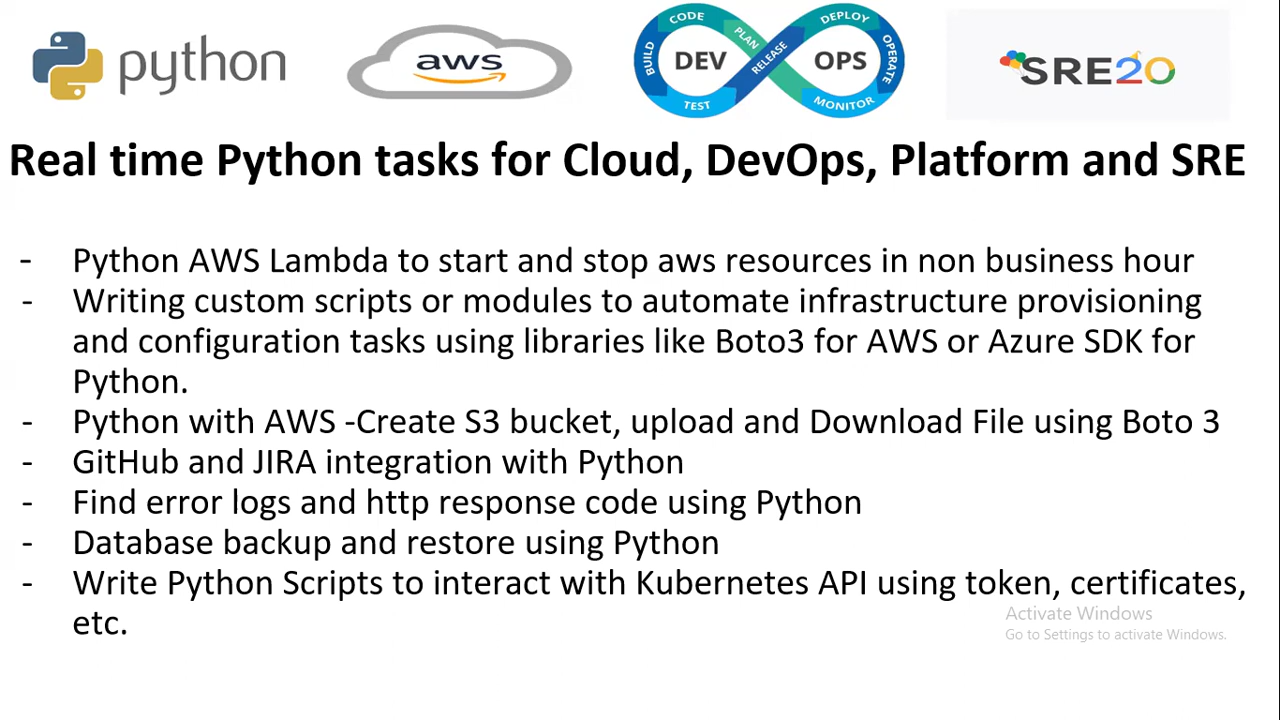 python
aws
CODE
PLAN
BUILD
DEV
TEST
RELEASE
DEPLOY
OPS
OPERATE
MONITOR
SRE20
Real time Python tasks for Cloud, DevOps, Platform and SRE
- Python AWS Lambda to start and stop aws resources in non business hour
- Writing custom scripts or modules to automate infrastructure provisioning
and configuration tasks using libraries like Boto3 for AWS or Azure SDK for
Python.
- Python with AWS -Create S3 bucket, upload and Download File using Boto 3
- GitHub and JIRA integration with Python
- Find error logs and http response code using Python
- Database backup and restore using Python
- Write Python Scripts to interact with Kubernetes API using token, certificates,
etc.
Activate Windows
Go to Settings to activate Windows.